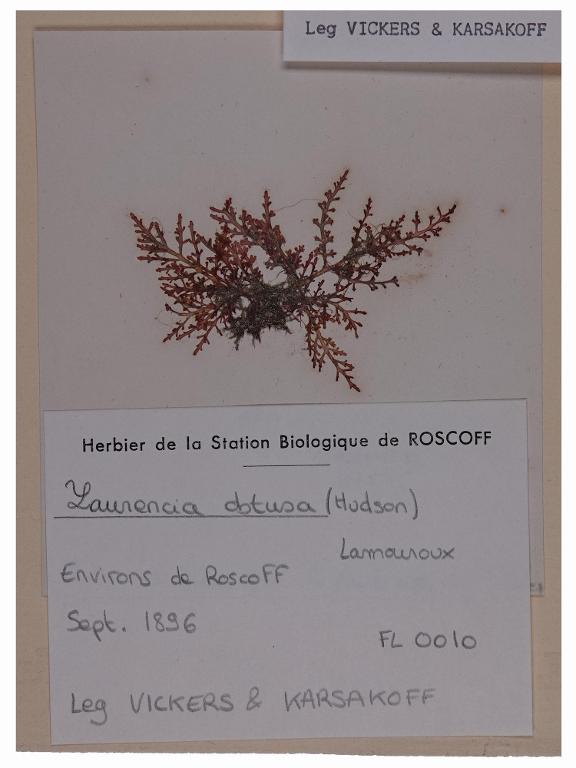 Leg VICKERS & KARSAKOFF
Herbier de la Station Biologique de ROSCOFF
Laurencia obtusa (Hudson)
Lamouroux
Environs de Roscoff
Sept. 1896
FL 0010
Leg VICKERS & KARSAKOFF